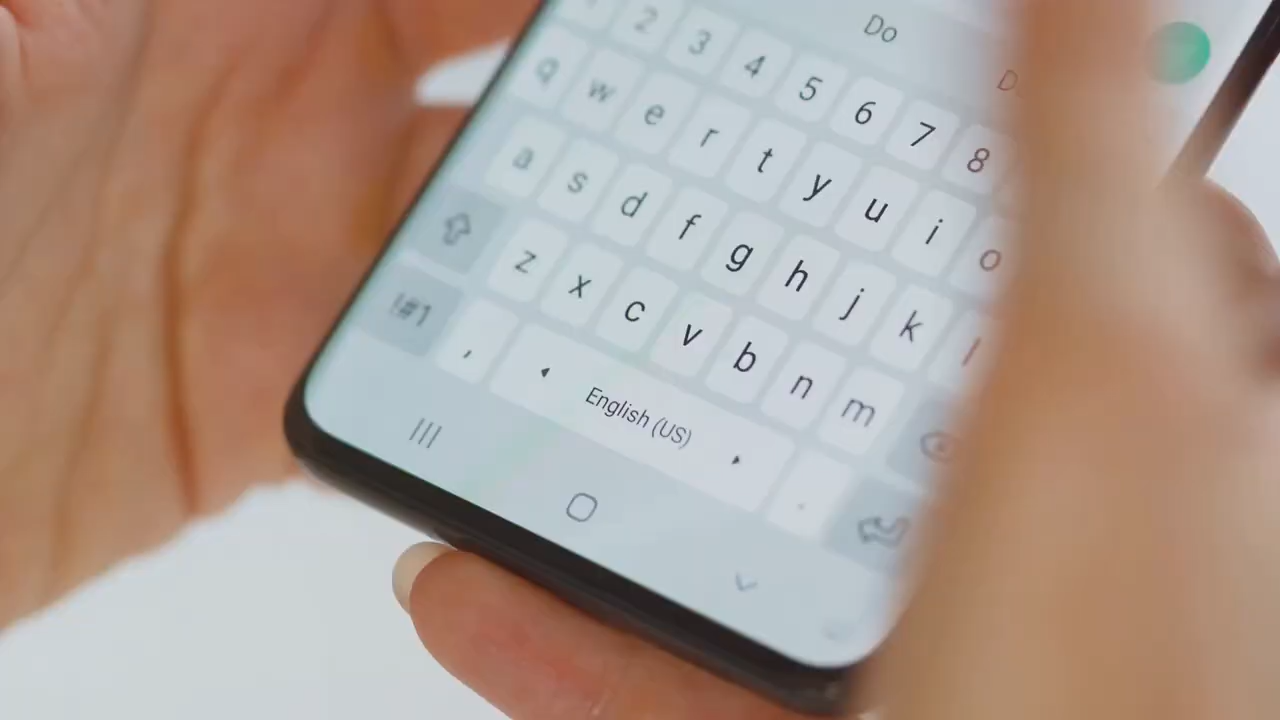 Do
2 3 4 5 6 7 8
q w e r t y u i o
a s d f g h j k l
z x c v b n m
!#1 , English (US) .